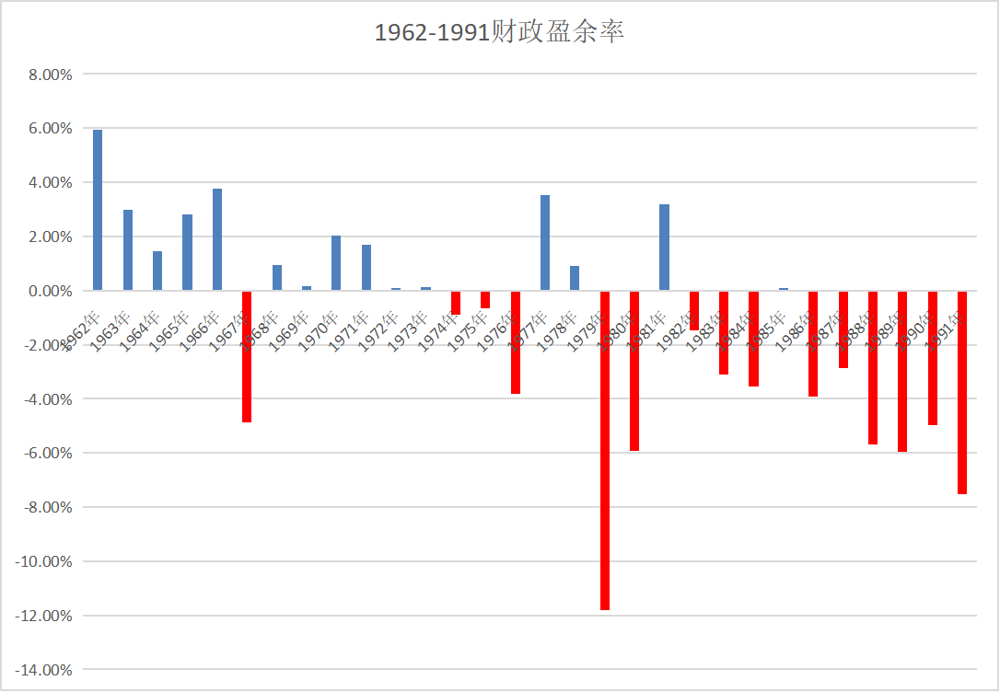 1962-1991财政盈余率
8.00%
6.00%
4.00%
2.00%
0.00%
-2.00%
-4.00%
-6.00%
-8.00%
-10.00%
-12.00%
-14.00%
1962年
1963年
1964年
1965年
1966年
1967年
1968年
1969年
1970年
1971年
1972年
1973年
1974年
1975年
1976年
1977年
1978年
1979年
1980年
1981年
1982年
1983年
1984年
1985年
1986年
1987年
1988年
1989年
1990年
1991年